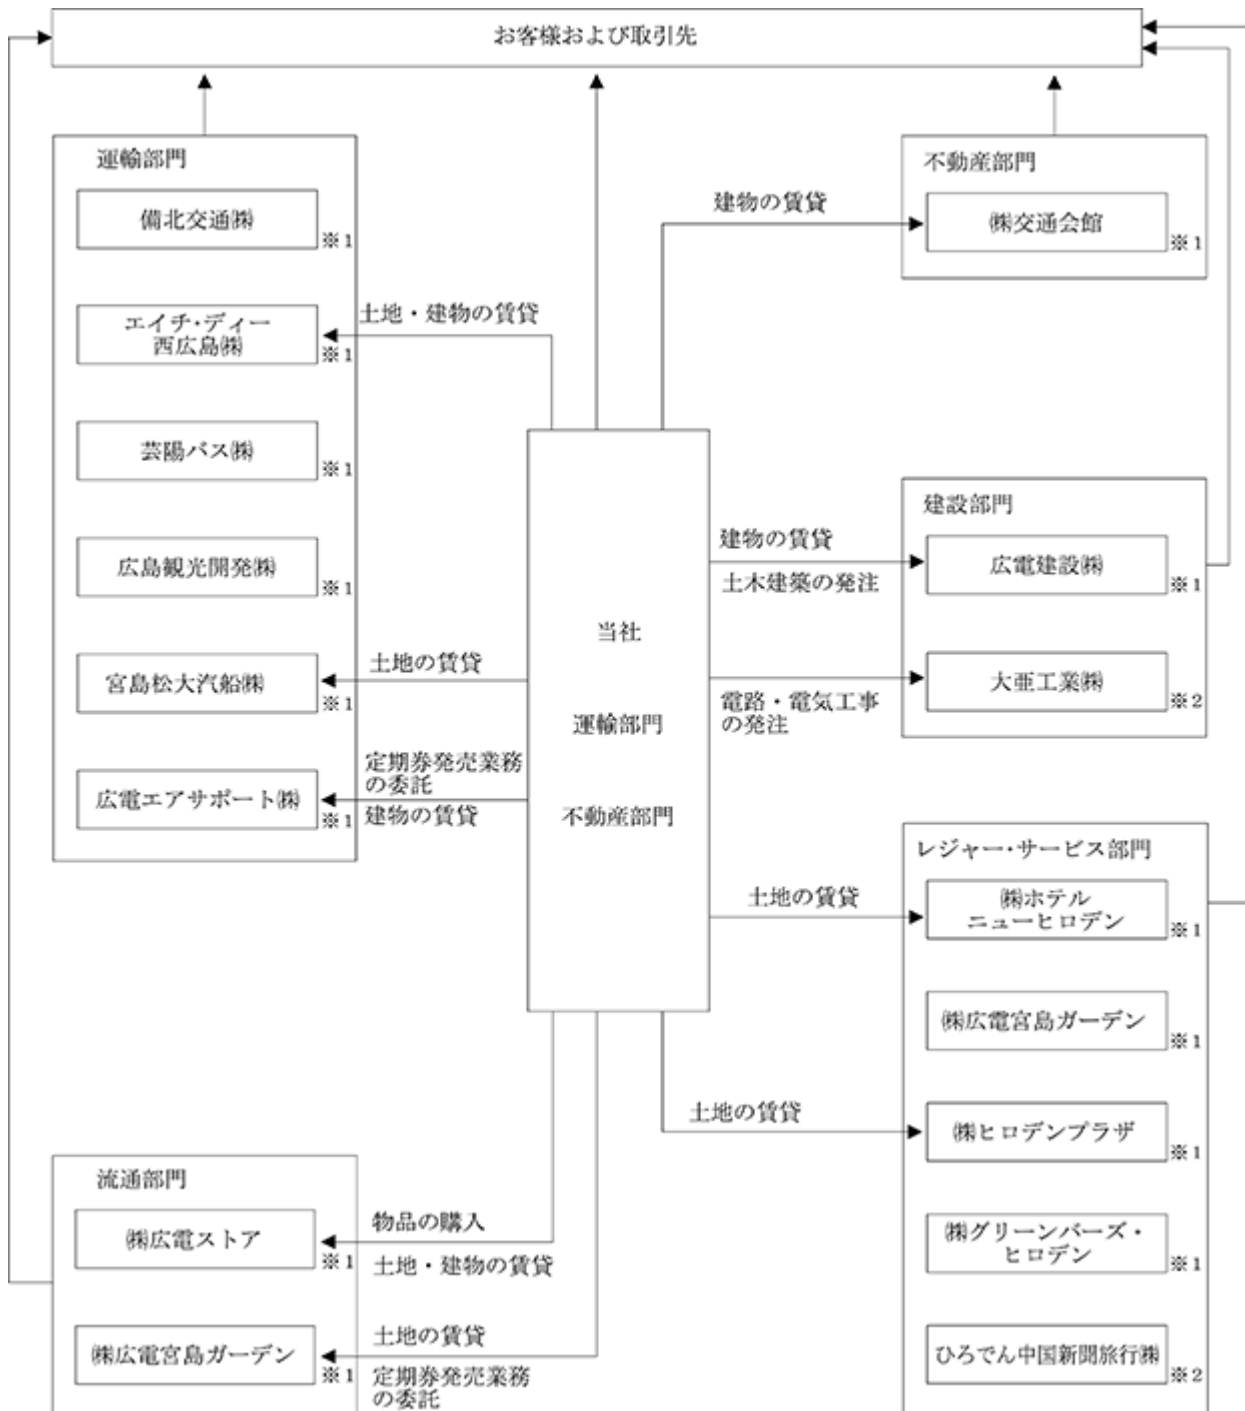 お客様および取引先
運輸部門
備北交通㈱
※1
エイチ・ディー
西広島㈱
※1
土地・建物の賃貸
芸陽バス㈱
※1
広島観光開発㈱
※1
宮島松大汽船㈱
※1
土地の賃貸
広電エアサポート㈱
※1
定期券発売業務
の委託
建物の賃貸
当社
運輸部門
不動産部門
不動産部門
建物の賃貸
㈱交通会館
※1
建設部門
建物の賃貸
土木建築の発注
広電建設㈱
※1
大亜工業㈱
※2
電路・電気工事
の発注
レジャー・サービス部門
土地の賃貸
㈱ホテル
ニューヒロデン
※1
㈱広電宮島ガーデン
※1
土地の賃貸
㈱ヒロデンプラザ
※1
㈱グリーンバーズ・
ヒロデン
※1
ひろでん中国新聞旅行㈱
※2
流通部門
㈱広電ストア
※1
物品の購入
土地・建物の賃貸
㈱広電宮島ガーデン
※1
土地の賃貸
定期券発売業務
の委託